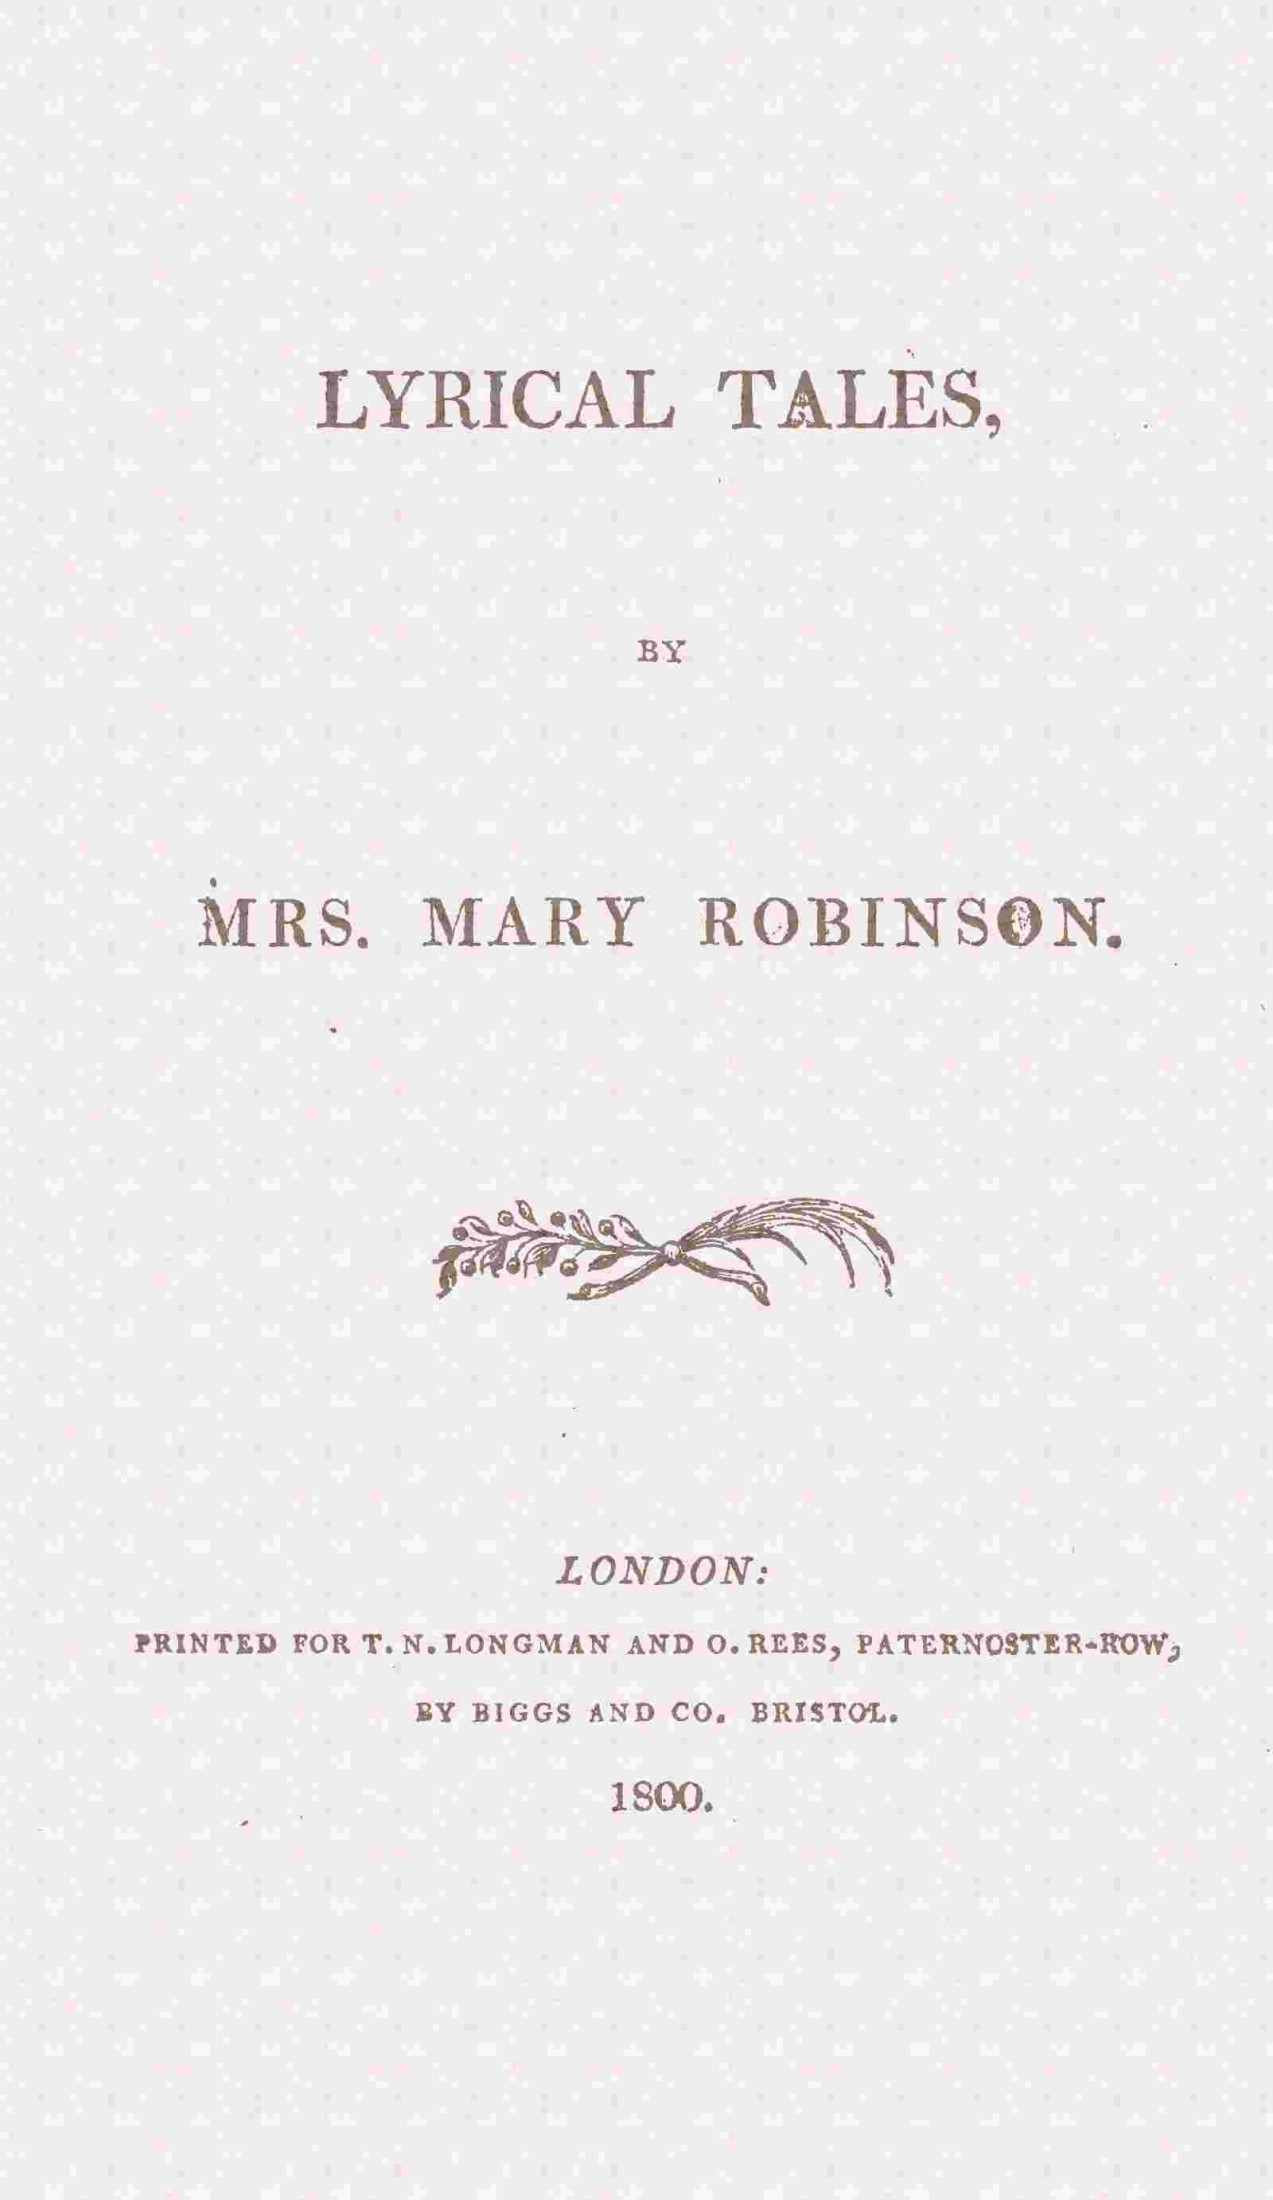 LYRICAL TALES,
BY
MRS. MARY ROBINSON.
LONDON:
PRINTED FOR T. N. LONGMAN AND O. REES, PATERNOSTER-ROW,
BY BIGGS AND CO. BRISTOL.
1800.